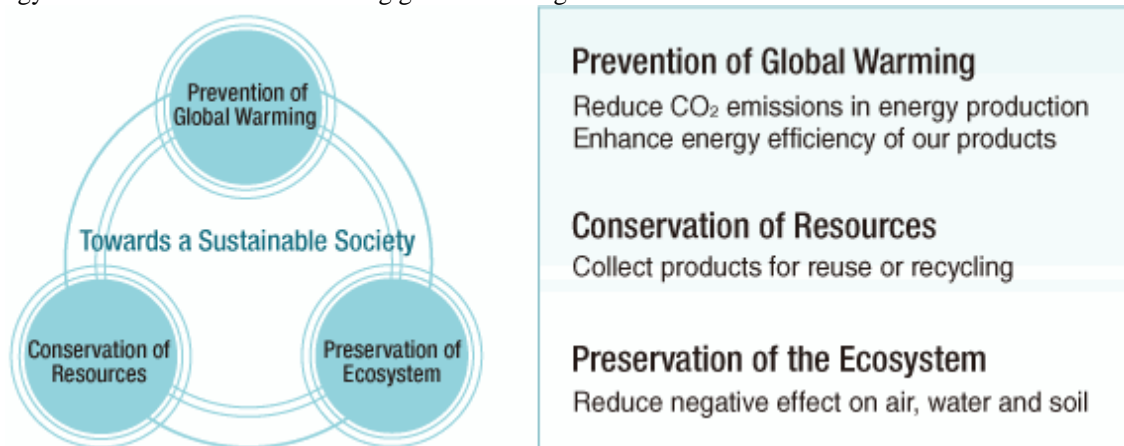 Prevention of
Global Warming
Towards a Sustainable Society
Conservation of
Resources
Preservation of
Ecosystem
Prevention of Global Warming
Reduce CO₂ emissions in energy production
Enhance energy efficiency of our products
Conservation of Resources
Collect products for reuse or recycling
Preservation of the Ecosystem
Reduce negative effect on air, water and soil